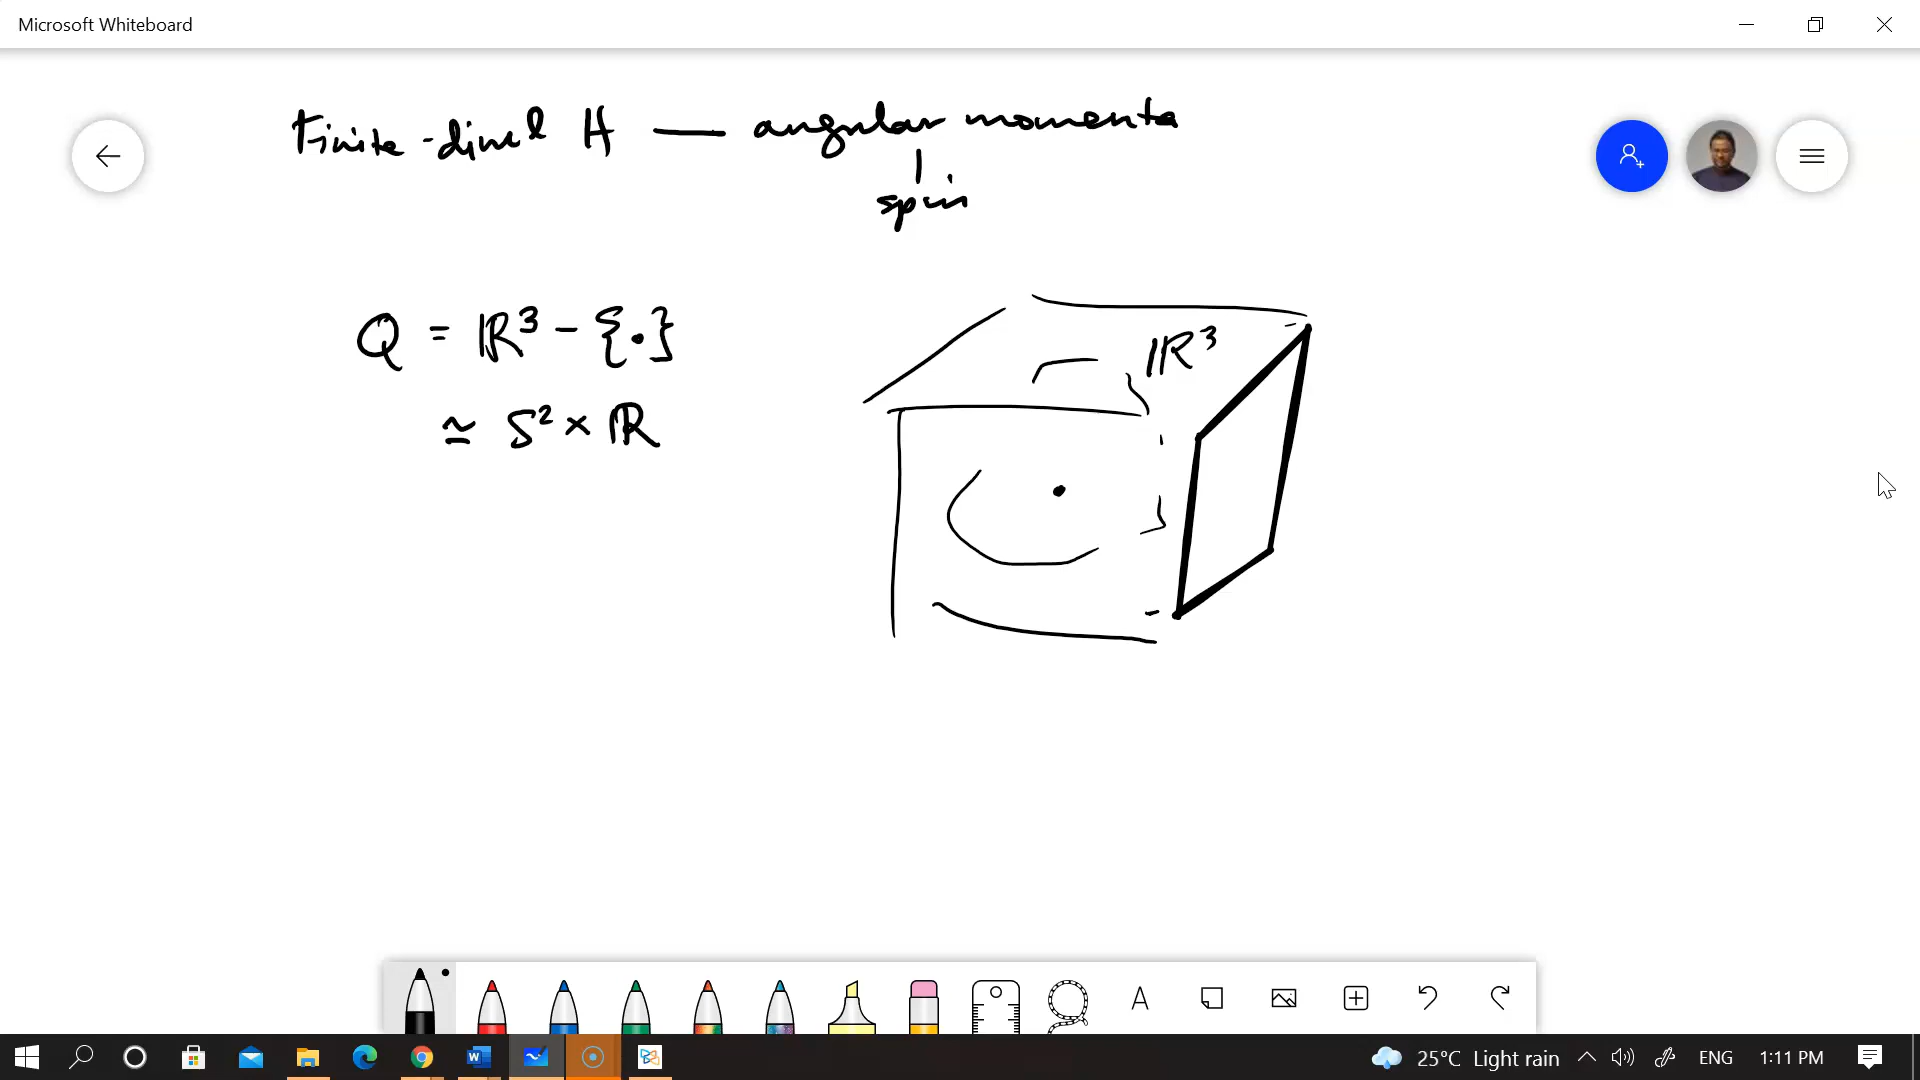 Microsoft Whiteboard
Finite-dim'l H — angular momenta
spin
Q = ℝ³ - {•}
≃ S² × ℝ
ℝ³
A
25°C Light rain
ENG
1:11 PM